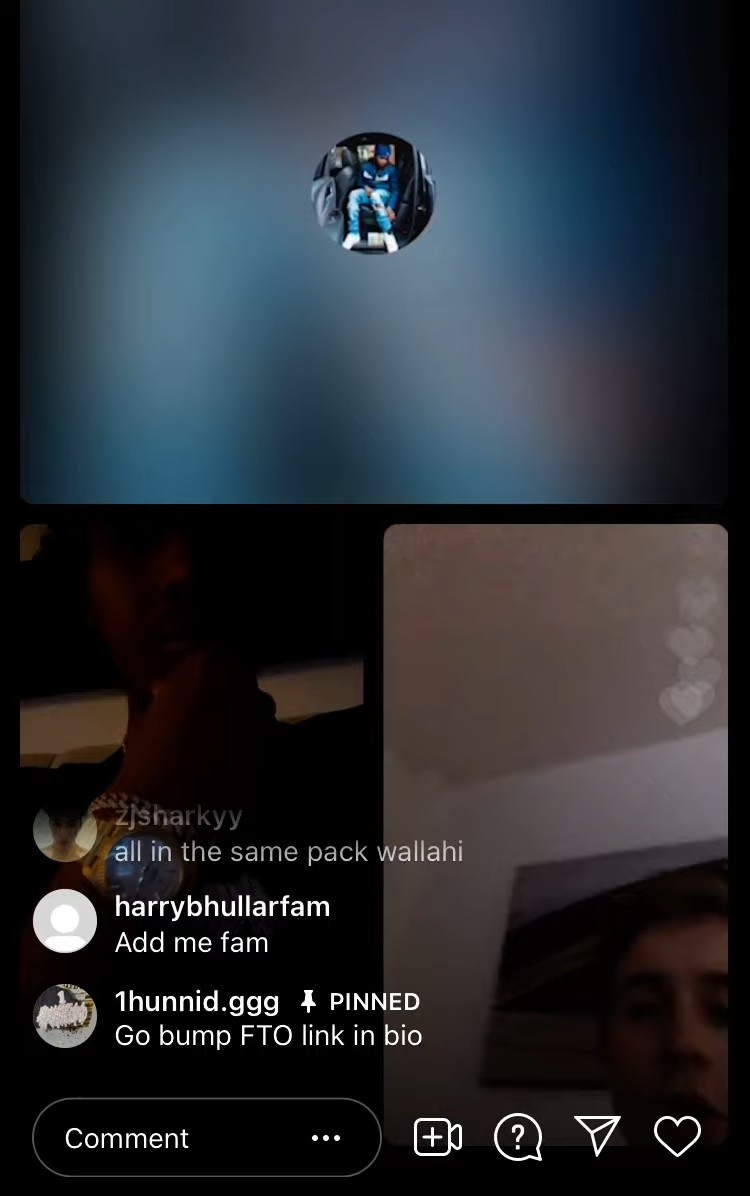 zjsharkyy
all in the same pack wallahi
harrybhullarfam
Add me fam
1hunnid.ggg PINNED
Go bump FTO link in bio
Comment